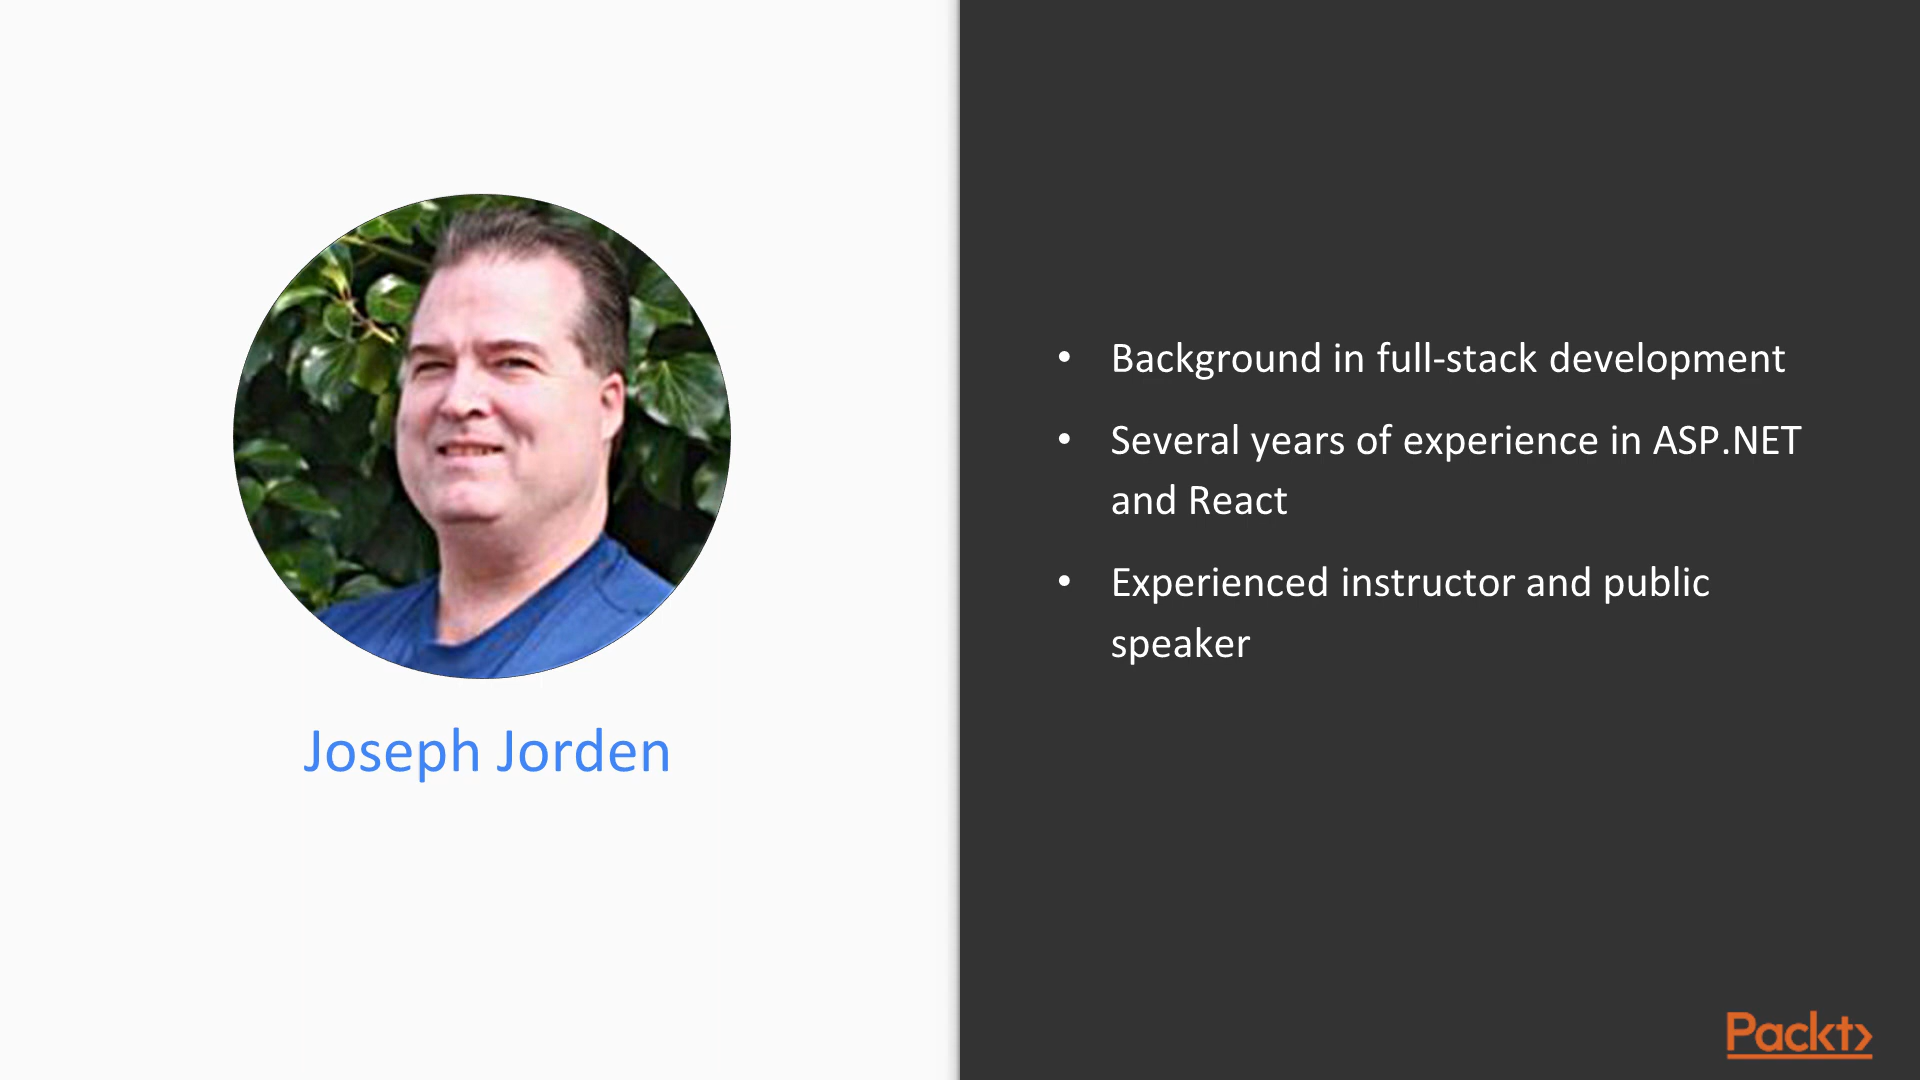 Joseph Jorden
• Background in full-stack development
• Several years of experience in ASP.NET
and React
• Experienced instructor and public
speaker
Packt>